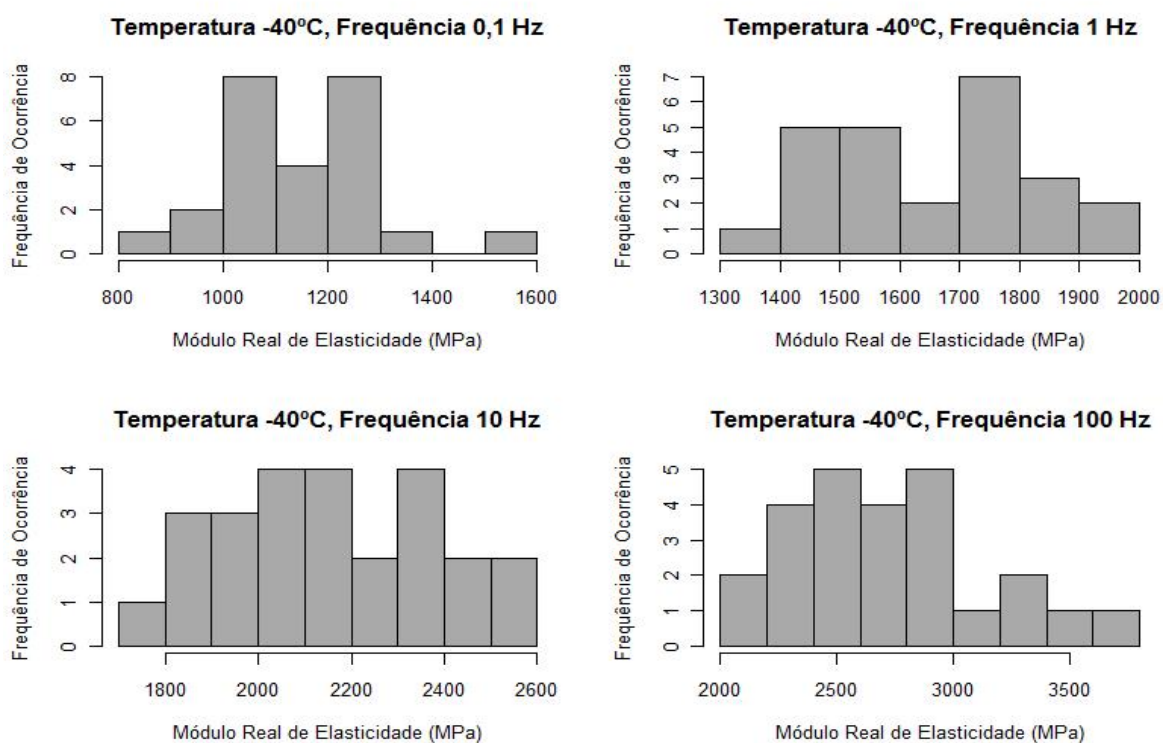 Temperatura -40ºC, Frequência 0,1 Hz
Frequência de Ocorrência
0 2 4 6 8
800 1000 1200 1400 1600
Módulo Real de Elasticidade (MPa)
Temperatura -40ºC, Frequência 1 Hz
Frequência de Ocorrência
0 1 2 3 4 5 6 7
1300 1400 1500 1600 1700 1800 1900 2000
Módulo Real de Elasticidade (MPa)
Temperatura -40ºC, Frequência 10 Hz
Frequência de Ocorrência
0 1 2 3 4
1800 2000 2200 2400 2600
Módulo Real de Elasticidade (MPa)
Temperatura -40ºC, Frequência 100 Hz
Frequência de Ocorrência
0 1 2 3 4 5
2000 2500 3000 3500
Módulo Real de Elasticidade (MPa)